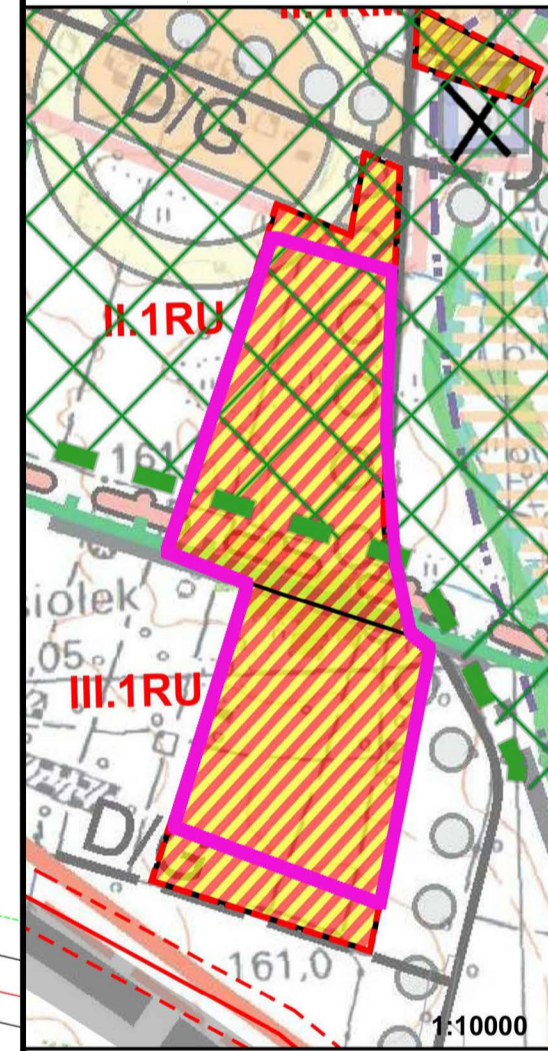 D/G
II.1RU
161
siolek
,05
III.1RU
D/
161,0
1:10000